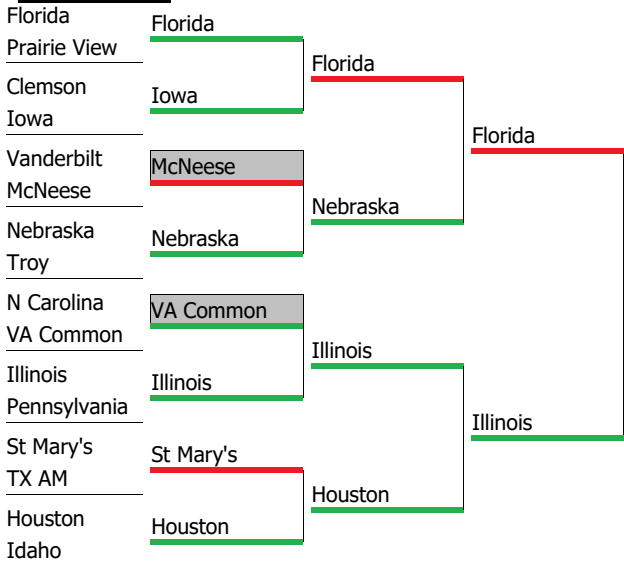 Florida
Prairie View
Clemson
Iowa
Vanderbilt
McNeese
Nebraska
Troy
N Carolina
VA Common
Illinois
Pennsylvania
St Mary's
TX AM
Houston
Idaho
Florida
Iowa
McNeese
Nebraska
VA Common
Illinois
St Mary's
Houston
Florida
Nebraska
Illinois
Houston
Florida
Illinois